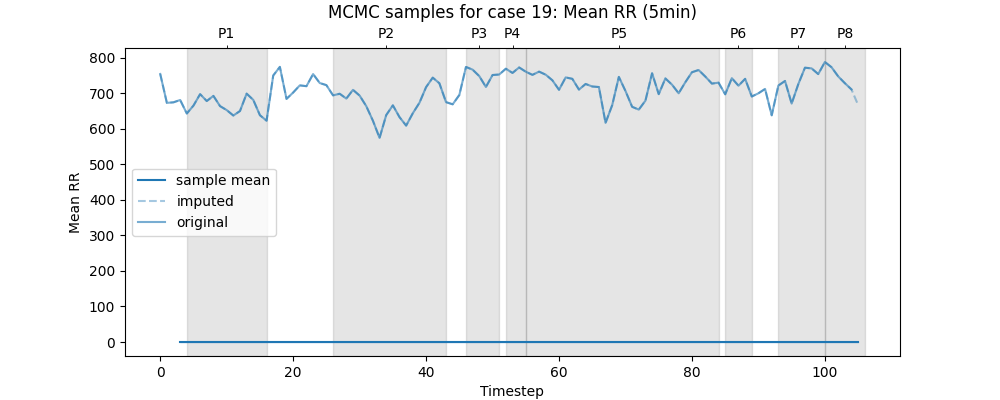 MCMC samples for case 19: Mean RR (5min)
P1 P2 P3 P4 P5 P6 P7 P8
800
700
600
500
400
300
200
100
0
Mean RR
sample mean
imputed
original
0 20 40 60 80 100
Timestep